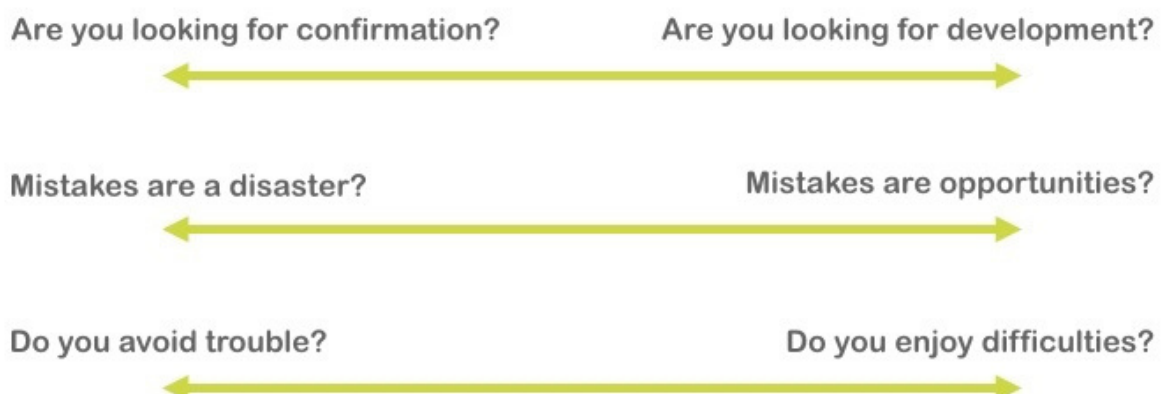 Are you looking for confirmation? Are you looking for development?
Mistakes are a disaster? Mistakes are opportunities?
Do you avoid trouble? Do you enjoy difficulties?